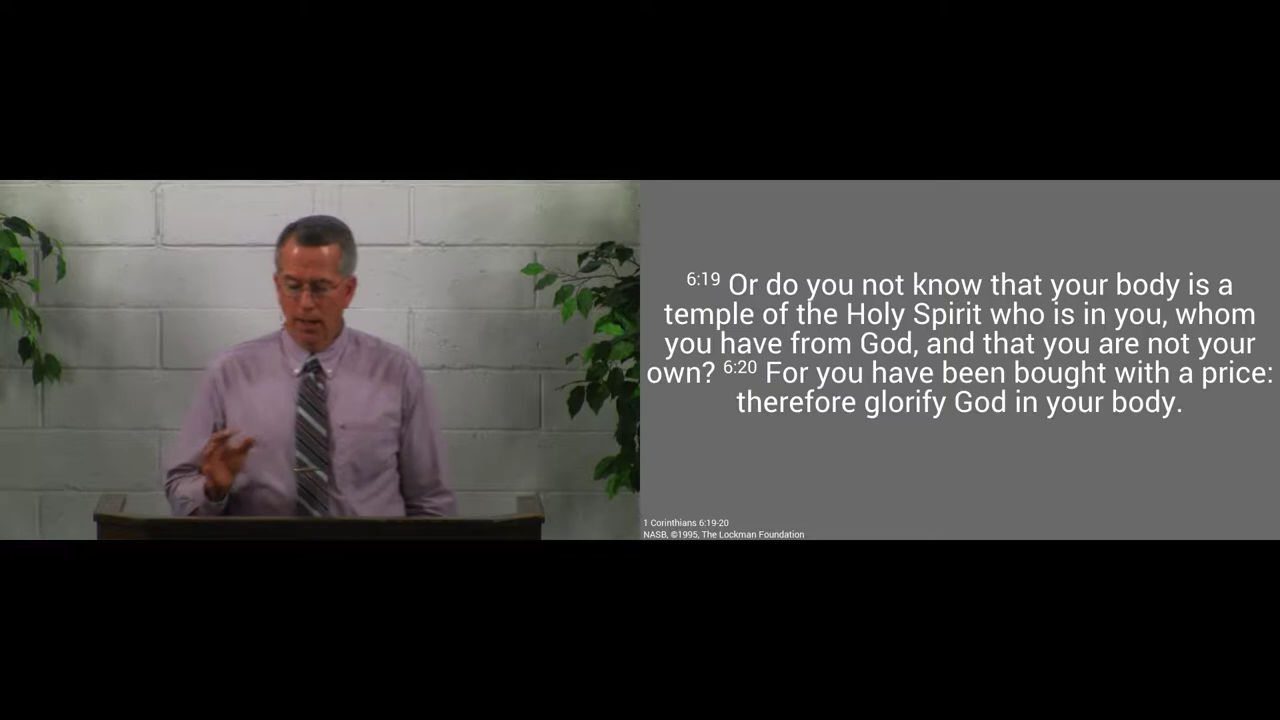 6:19 Or do you not know that your body is a
temple of the Holy Spirit who is in you, whom
you have from God, and that you are not your
own? 6:20 For you have been bought with a price:
therefore glorify God in your body.
1 Corinthians 6:19-20
NASB, ©1995, The Lockman Foundation